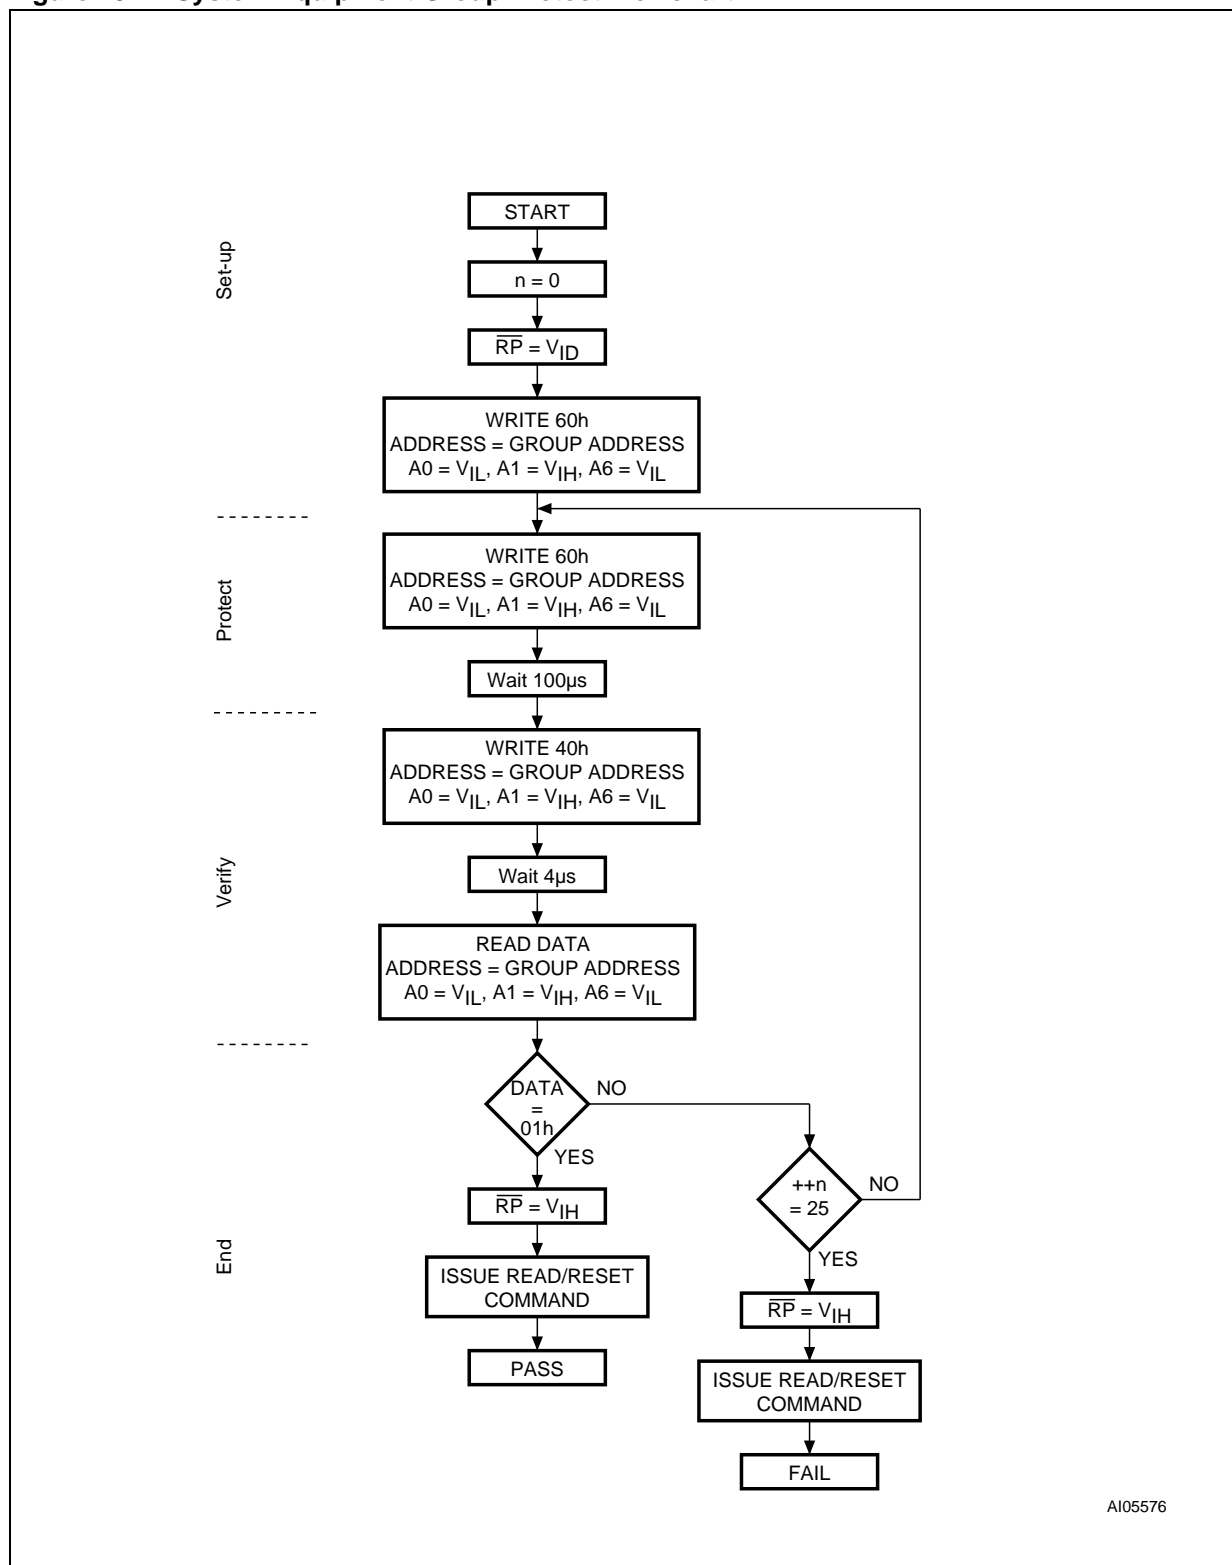 START
Set-up
n = 0
RP = VID
WRITE 60h
ADDRESS = GROUP ADDRESS
A0 = VIL, A1 = VIH, A6 = VIL
Protect
WRITE 60h
ADDRESS = GROUP ADDRESS
A0 = VIL, A1 = VIH, A6 = VIL
Wait 100µs
Verify
WRITE 40h
ADDRESS = GROUP ADDRESS
A0 = VIL, A1 = VIH, A6 = VIL
Wait 4µs
READ DATA
ADDRESS = GROUP ADDRESS
A0 = VIL, A1 = VIH, A6 = VIL
End
DATA
=
01h
NO
YES
++n
= 25
NO
YES
RP = VIH
ISSUE READ/RESET
COMMAND
PASS
RP = VIH
ISSUE READ/RESET
COMMAND
FAIL
AI05576